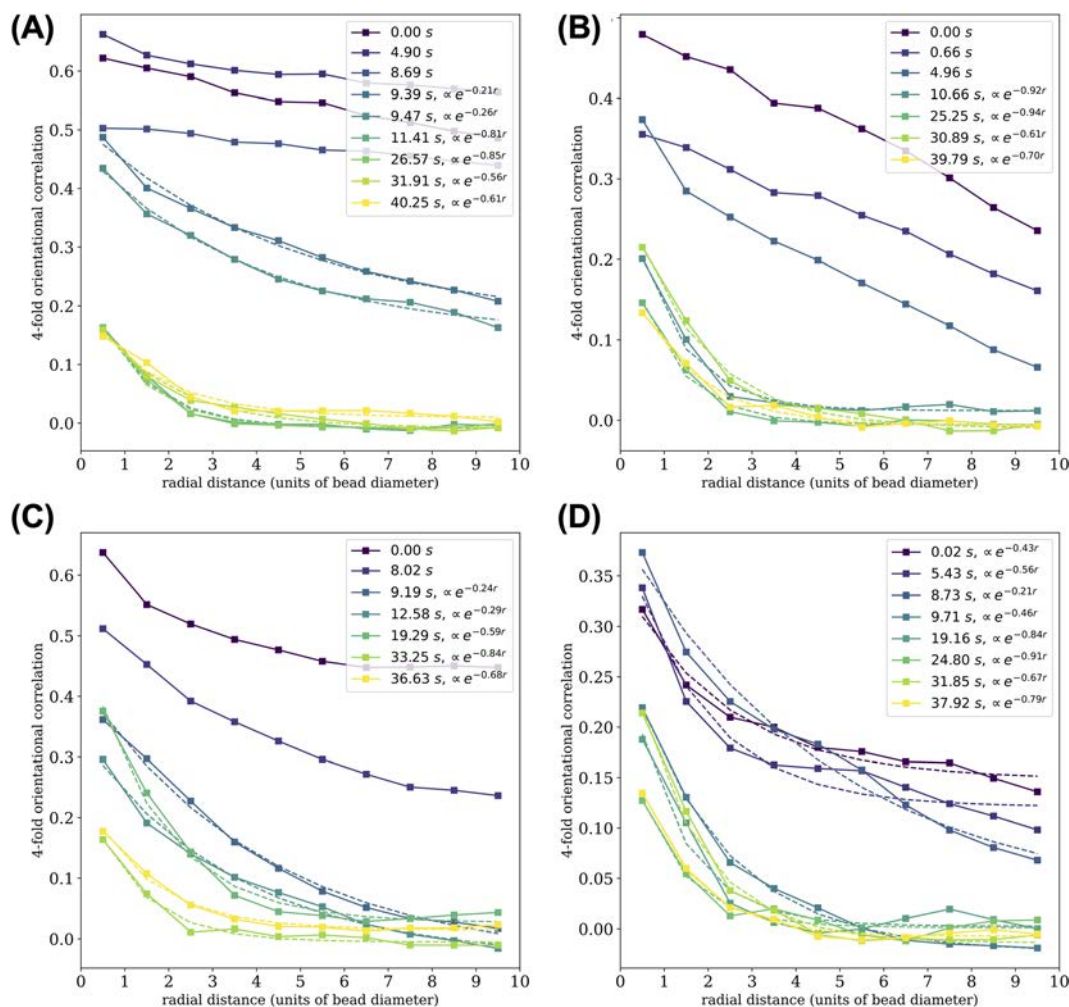 (A)
0.00 s
4.90 s
8.69 s
9.39 s, ∝ e^{-0.21r}
9.47 s, ∝ e^{-0.26r}
11.41 s, ∝ e^{-0.81r}
26.57 s, ∝ e^{-0.85r}
31.91 s, ∝ e^{-0.56r}
40.25 s, ∝ e^{-0.61r}
4-fold orientational correlation
0.6
0.5
0.4
0.3
0.2
0.1
0.0
0 1 2 3 4 5 6 7 8 9 10
radial distance (units of bead diameter)
(B)
0.00 s
0.66 s
4.96 s
10.66 s, ∝ e^{-0.92r}
25.25 s, ∝ e^{-0.94r}
30.89 s, ∝ e^{-0.61r}
39.79 s, ∝ e^{-0.70r}
4-fold orientational correlation
0.4
0.3
0.2
0.1
0.0
0 1 2 3 4 5 6 7 8 9 10
radial distance (units of bead diameter)
(C)
0.00 s
8.02 s
9.19 s, ∝ e^{-0.24r}
12.58 s, ∝ e^{-0.29r}
19.29 s, ∝ e^{-0.59r}
33.25 s, ∝ e^{-0.84r}
36.63 s, ∝ e^{-0.68r}
4-fold orientational correlation
0.6
0.5
0.4
0.3
0.2
0.1
0.0
0 1 2 3 4 5 6 7 8 9 10
radial distance (units of bead diameter)
(D)
0.02 s, ∝ e^{-0.43r}
5.43 s, ∝ e^{-0.56r}
8.73 s, ∝ e^{-0.21r}
9.71 s, ∝ e^{-0.46r}
19.16 s, ∝ e^{-0.84r}
24.80 s, ∝ e^{-0.91r}
31.85 s, ∝ e^{-0.67r}
37.92 s, ∝ e^{-0.79r}
4-fold orientational correlation
0.35
0.30
0.25
0.20
0.15
0.10
0.05
0.00
0 1 2 3 4 5 6 7 8 9 10
radial distance (units of bead diameter)